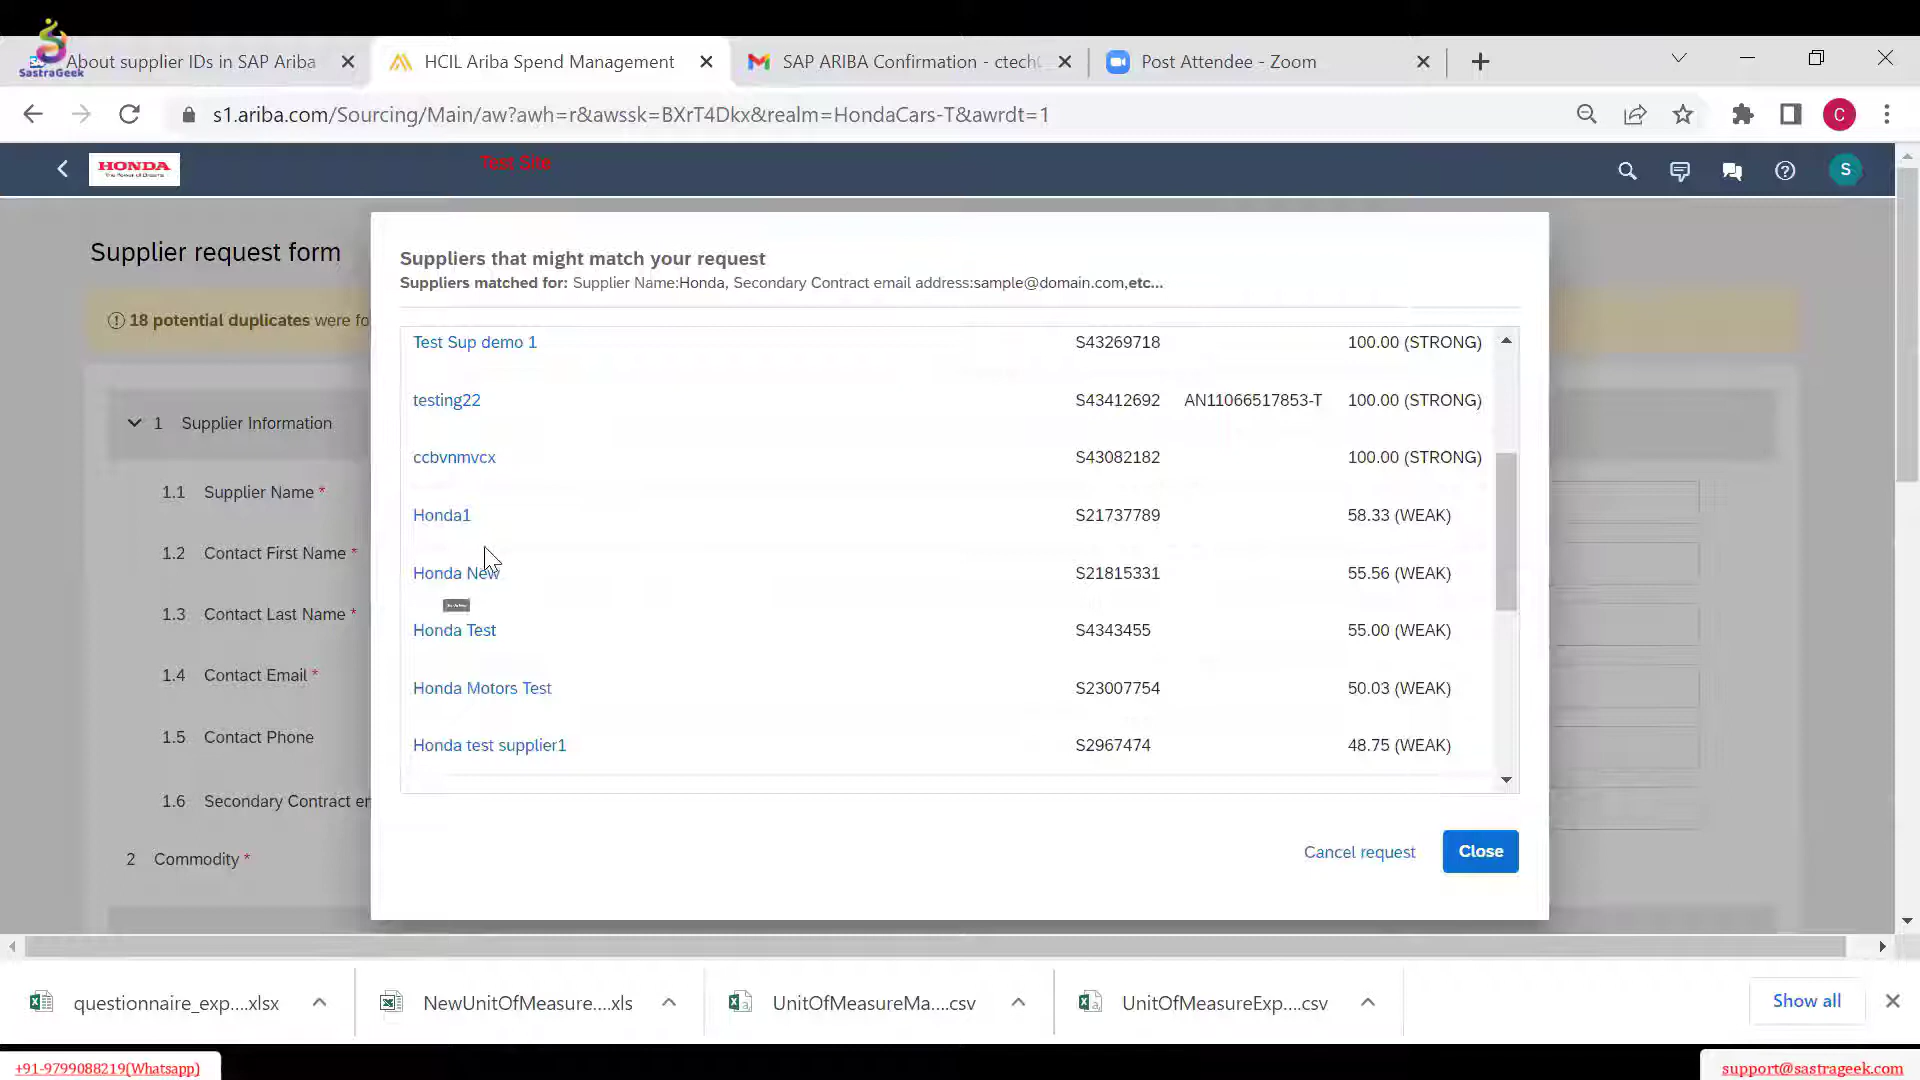 SastraGeek
About supplier IDs in SAP Ariba
HCIL Ariba Spend Management
SAP ARIBA Confirmation - ctech
Post Attendee - Zoom
s1.ariba.com/Sourcing/Main/aw?awh=r&awssk=BXrT4Dkx&realm=HondaCars-T&awrdt=1
C
HONDA
The Power of Dreams
Test Site
S
Supplier request form
18 potential duplicates were fo
1 Supplier Information
1.1 Supplier Name *
1.2 Contact First Name *
1.3 Contact Last Name *
1.4 Contact Email *
1.5 Contact Phone
1.6 Secondary Contract er
2 Commodity *
Suppliers that might match your request
Suppliers matched for: Supplier Name:Honda, Secondary Contract email address:sample@domain.com,etc...
Test Sup demo 1 S43269718 100.00 (STRONG)
testing22 S43412692 AN11066517853-T 100.00 (STRONG)
ccbvnmvcx S43082182 100.00 (STRONG)
Honda1 S21737789 58.33 (WEAK)
Honda New S21815331 55.56 (WEAK)
Honda Test S4343455 55.00 (WEAK)
Honda Motors Test S23007754 50.03 (WEAK)
Honda test supplier1 S2967474 48.75 (WEAK)
Cancel request Close
questionnaire_exp....xlsx
NewUnitOfMeasure....xls
UnitOfMeasureMa....csv
UnitOfMeasureExp....csv
Show all
+91-9799088219(Whatsapp)
support@sastrageek.com